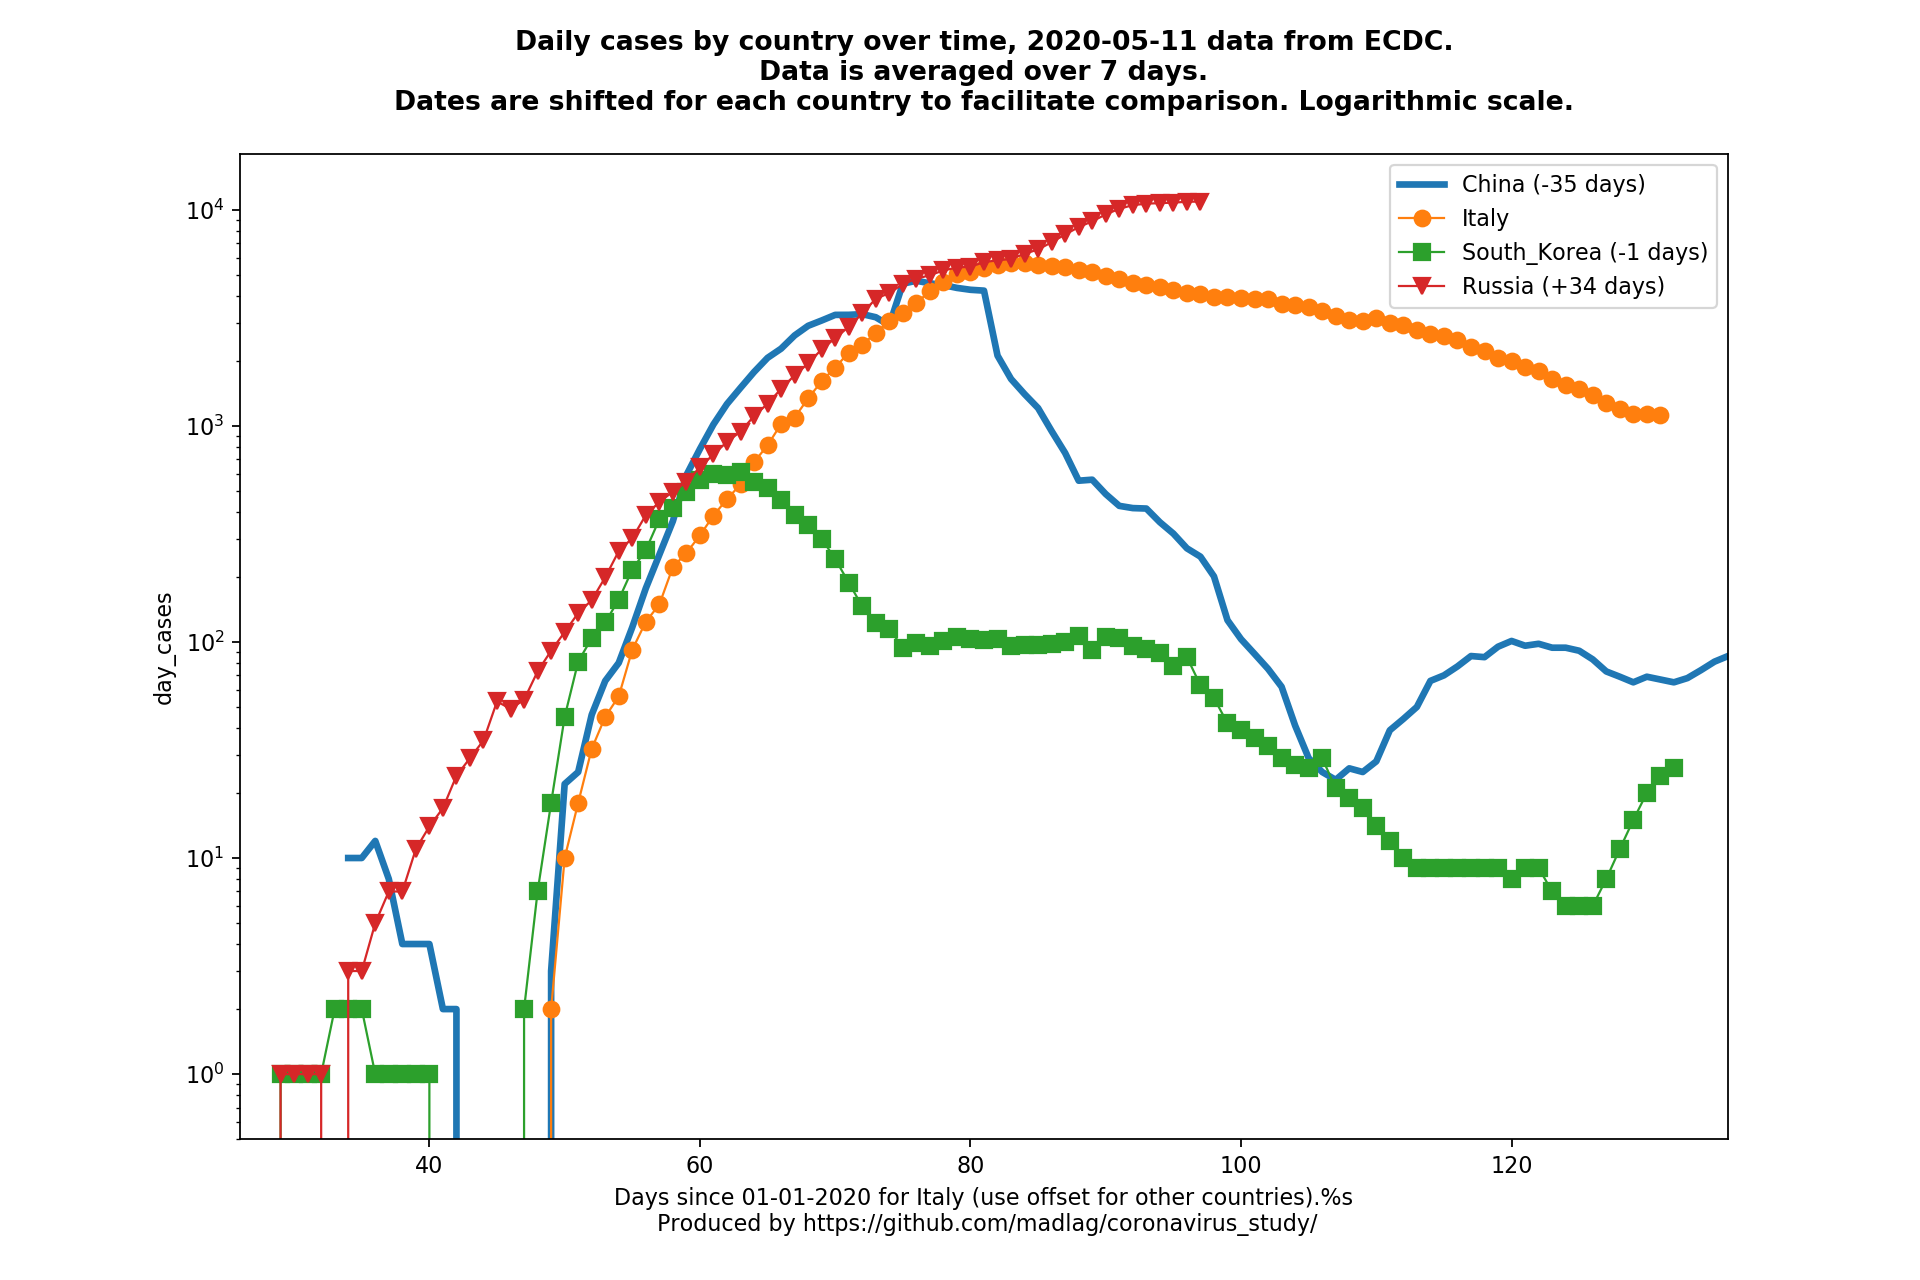 Daily cases by country over time, 2020-05-11 data from ECDC.
Data is averaged over 7 days.
Dates are shifted for each country to facilitate comparison. Logarithmic scale.
China (-35 days)
Italy
South_Korea (-1 days)
Russia (+34 days)
10⁴
10³
10²
10¹
10⁰
day_cases
40 60 80 100 120
Days since 01-01-2020 for Italy (use offset for other countries).%s
Produced by https://github.com/madlag/coronavirus_study/